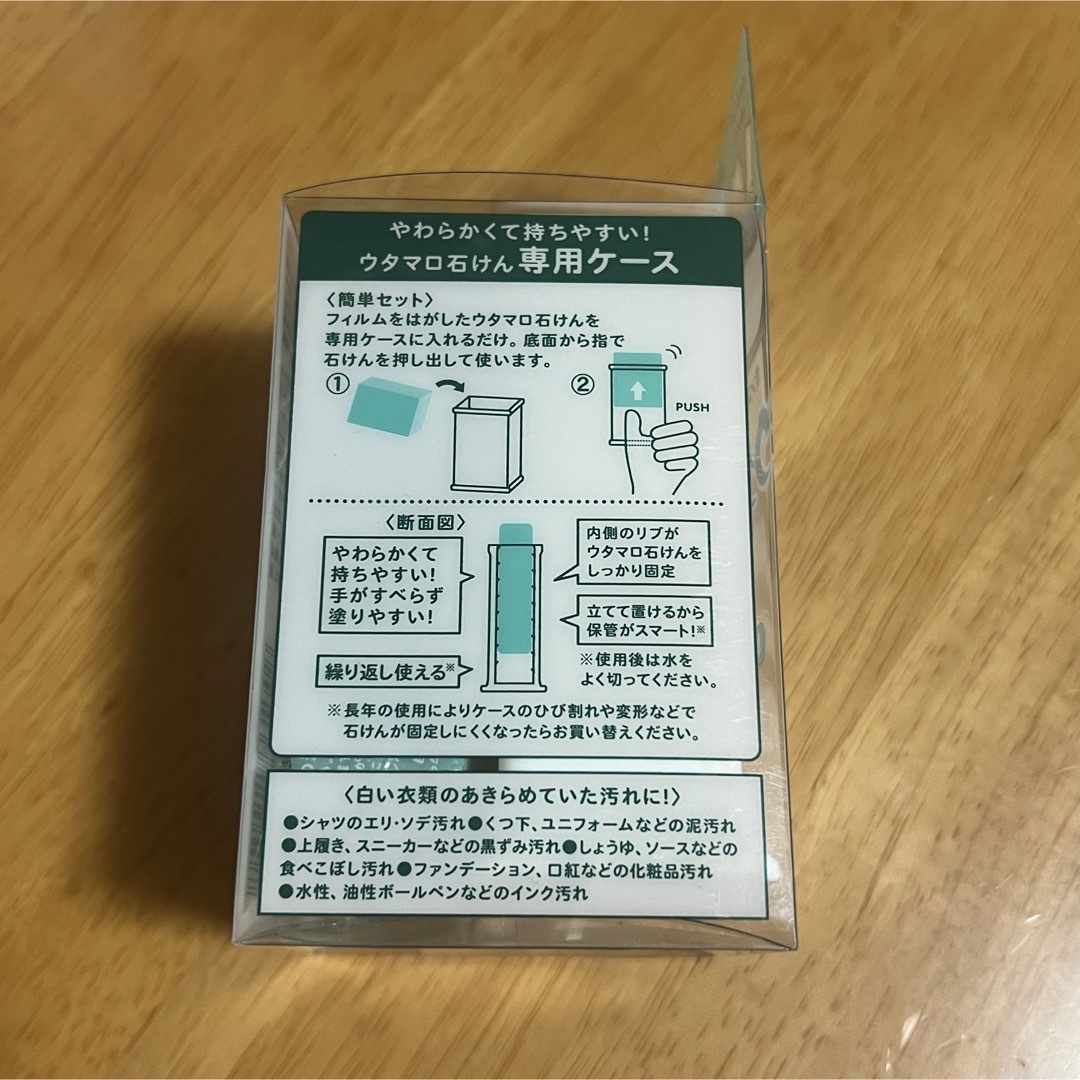 やわらかくて持ちやすい!
ウタマロ石けん専用ケース
〈簡単セット〉
フィルムをはがしたウタマロ石けんを
専用ケースに入れるだけ。底面から指で
石けんを押し出して使います。
①
②
PUSH
〈断面図〉
やわらかくて
持ちやすい!
手がすべらず
塗りやすい!
内側のリブが
ウタマロ石けんを
しっかり固定
立てて置けるから
保管がスマート!※
繰り返し使える※
※使用後は水を
よく切ってください。
※長年の使用によりケースのひび割れや変形などで
石けんが固定しにくくなったらお買い替えください。
〈白い衣類のあきらめていた汚れに!〉
●シャツのエリ・ソデ汚れ●くつ下、ユニフォームなどの泥汚れ
●上履き、スニーカーなどの黒ずみ汚れ●しょうゆ、ソースなどの
食べこぼし汚れ●ファンデーション、口紅などの化粧品汚れ
●水性、油性ボールペンなどのインク汚れ